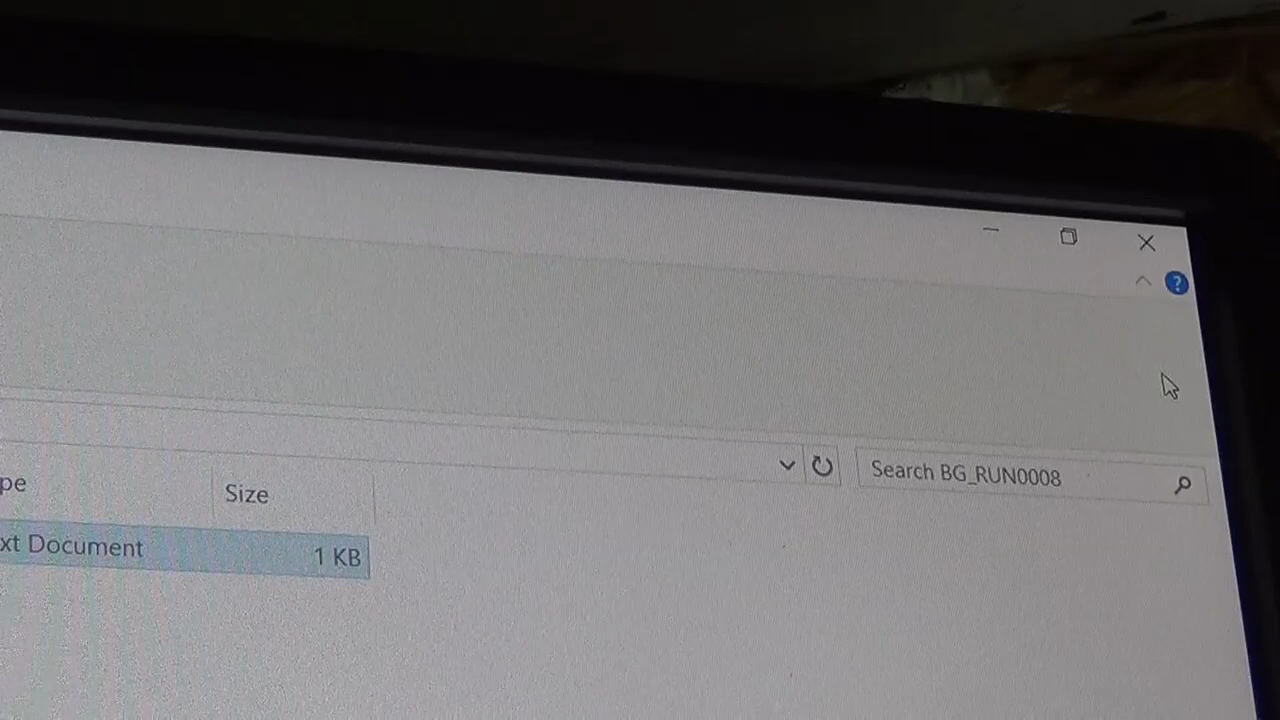 ?
Search BG_RUN0008
pe Size
xt Document 1 KB